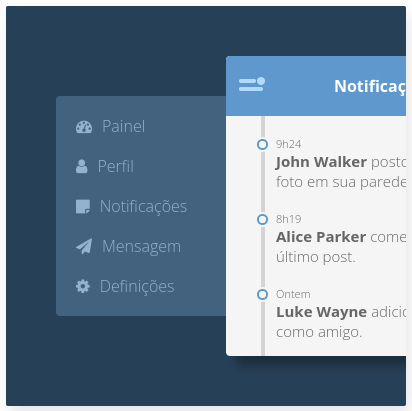 Painel
Perfil
Notificações
Mensagem
Definições
Notificaç
9h24
John Walker posto
foto em sua parede
8h19
Alice Parker come
último post.
Ontem
Luke Wayne adicio
como amigo.